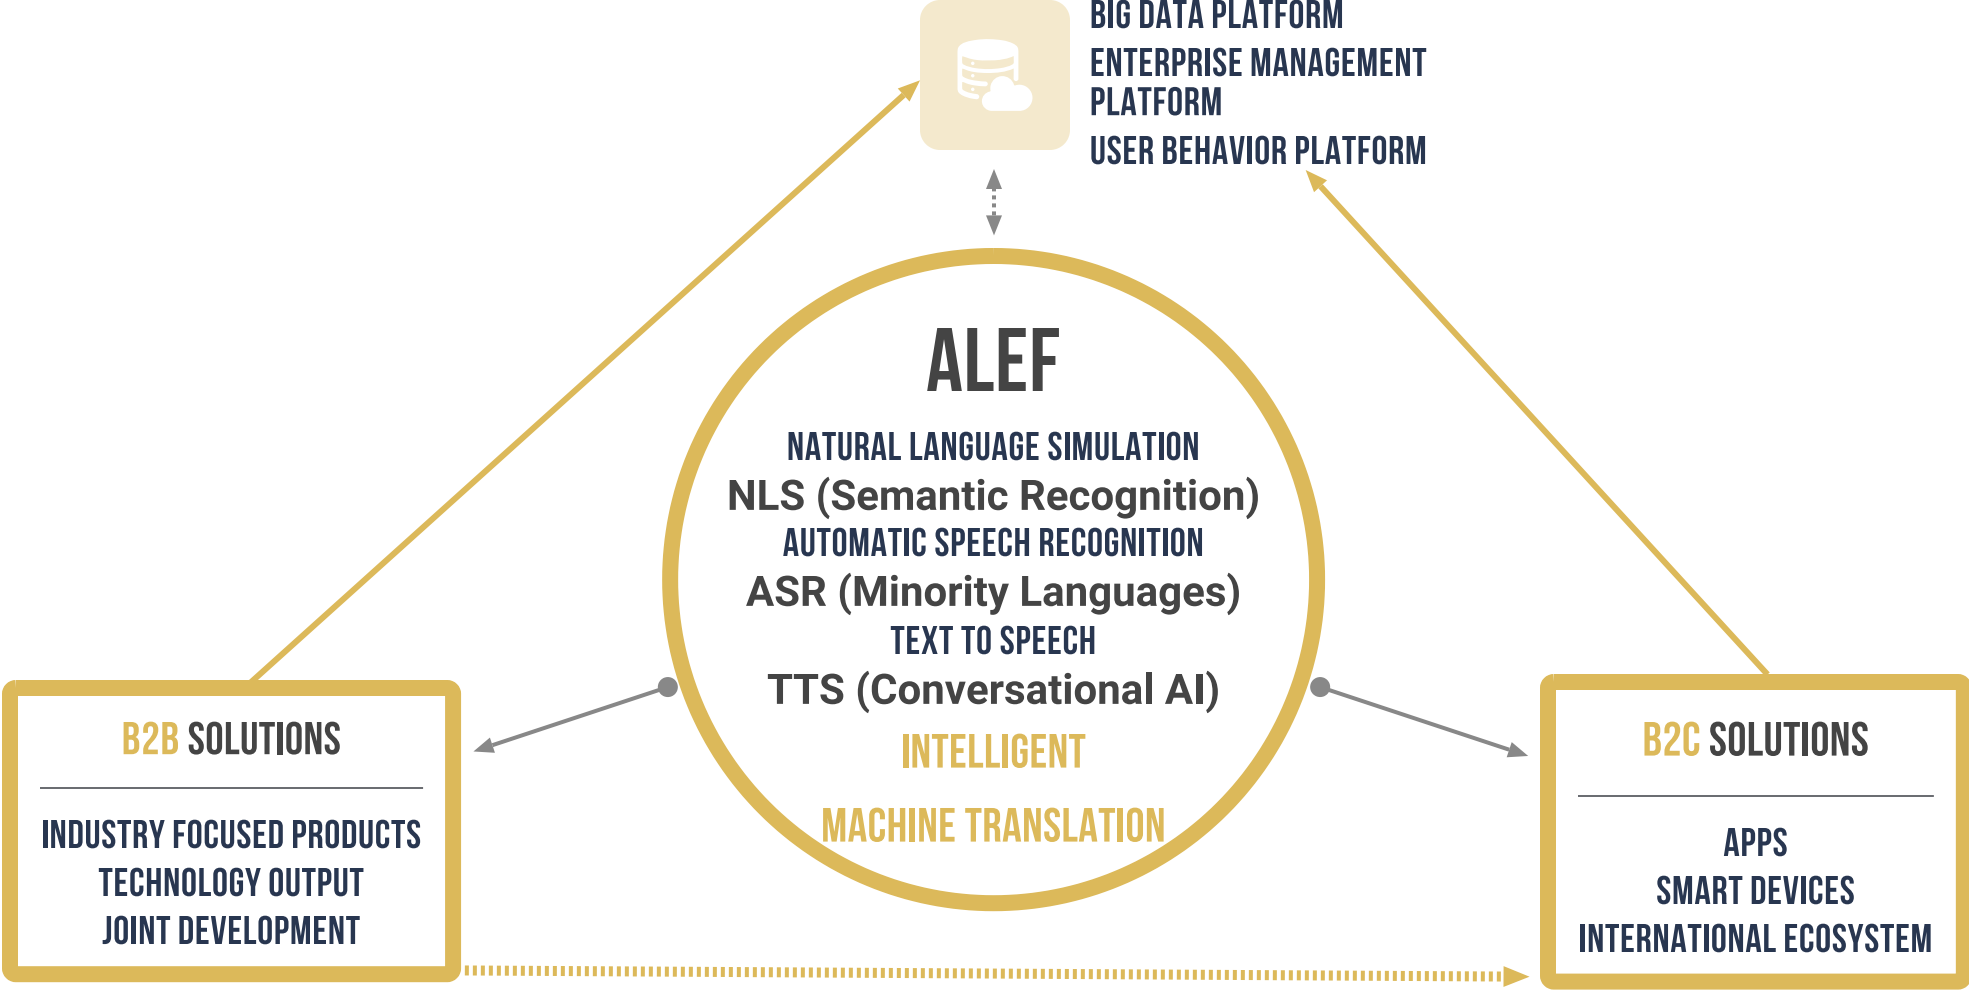 BIG DATA PLATFORM
ENTERPRISE MANAGEMENT
PLATFORM
USER BEHAVIOR PLATFORM
ALEF
NATURAL LANGUAGE SIMULATION
NLS (Semantic Recognition)
AUTOMATIC SPEECH RECOGNITION
ASR (Minority Languages)
TEXT TO SPEECH
TTS (Conversational AI)
INTELLIGENT
MACHINE TRANSLATION
B2B SOLUTIONS
INDUSTRY FOCUSED PRODUCTS
TECHNOLOGY OUTPUT
JOINT DEVELOPMENT
B2C SOLUTIONS
APPS
SMART DEVICES
INTERNATIONAL ECOSYSTEM